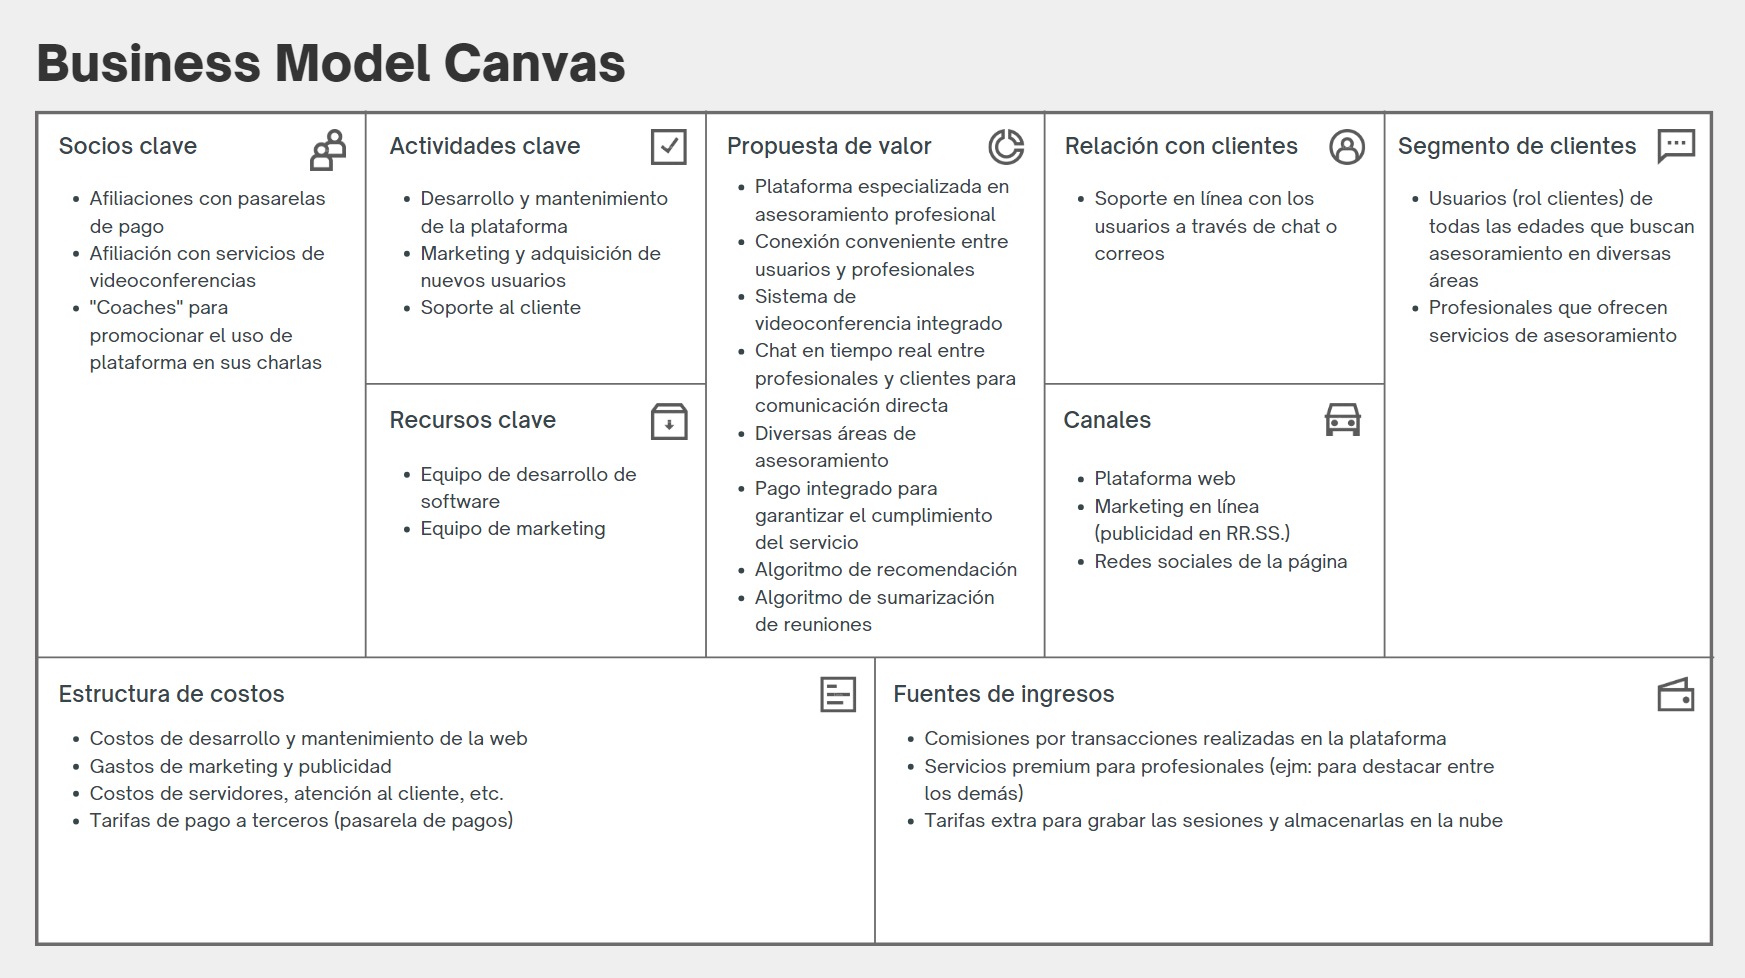 Business Model Canvas
Socios clave
• Afiliaciones con pasarelas
de pago
• Afiliación con servicios de
videoconferencias
• "Coaches" para
promocionar el uso de
plataforma en sus charlas
Actividades clave
• Desarrollo y mantenimiento
de la plataforma
• Marketing y adquisición de
nuevos usuarios
• Soporte al cliente
Recursos clave
• Equipo de desarrollo de
software
• Equipo de marketing
Propuesta de valor
• Plataforma especializada en
asesoramiento profesional
• Conexión conveniente entre
usuarios y profesionales
• Sistema de
videoconferencia integrado
• Chat en tiempo real entre
profesionales y clientes para
comunicación directa
• Diversas áreas de
asesoramiento
• Pago integrado para
garantizar el cumplimiento
del servicio
• Algoritmo de recomendación
• Algoritmo de sumarización
de reuniones
Relación con clientes
• Soporte en línea con los
usuarios a través de chat o
correos
Canales
• Plataforma web
• Marketing en línea
(publicidad en RR.SS.)
• Redes sociales de la página
Segmento de clientes
• Usuarios (rol clientes) de
todas las edades que buscan
asesoramiento en diversas
áreas
• Profesionales que ofrecen
servicios de asesoramiento
Estructura de costos
• Costos de desarrollo y mantenimiento de la web
• Gastos de marketing y publicidad
• Costos de servidores, atención al cliente, etc.
• Tarifas de pago a terceros (pasarela de pagos)
Fuentes de ingresos
• Comisiones por transacciones realizadas en la plataforma
• Servicios premium para profesionales (ejm: para destacar entre
los demás)
• Tarifas extra para grabar las sesiones y almacenarlas en la nube